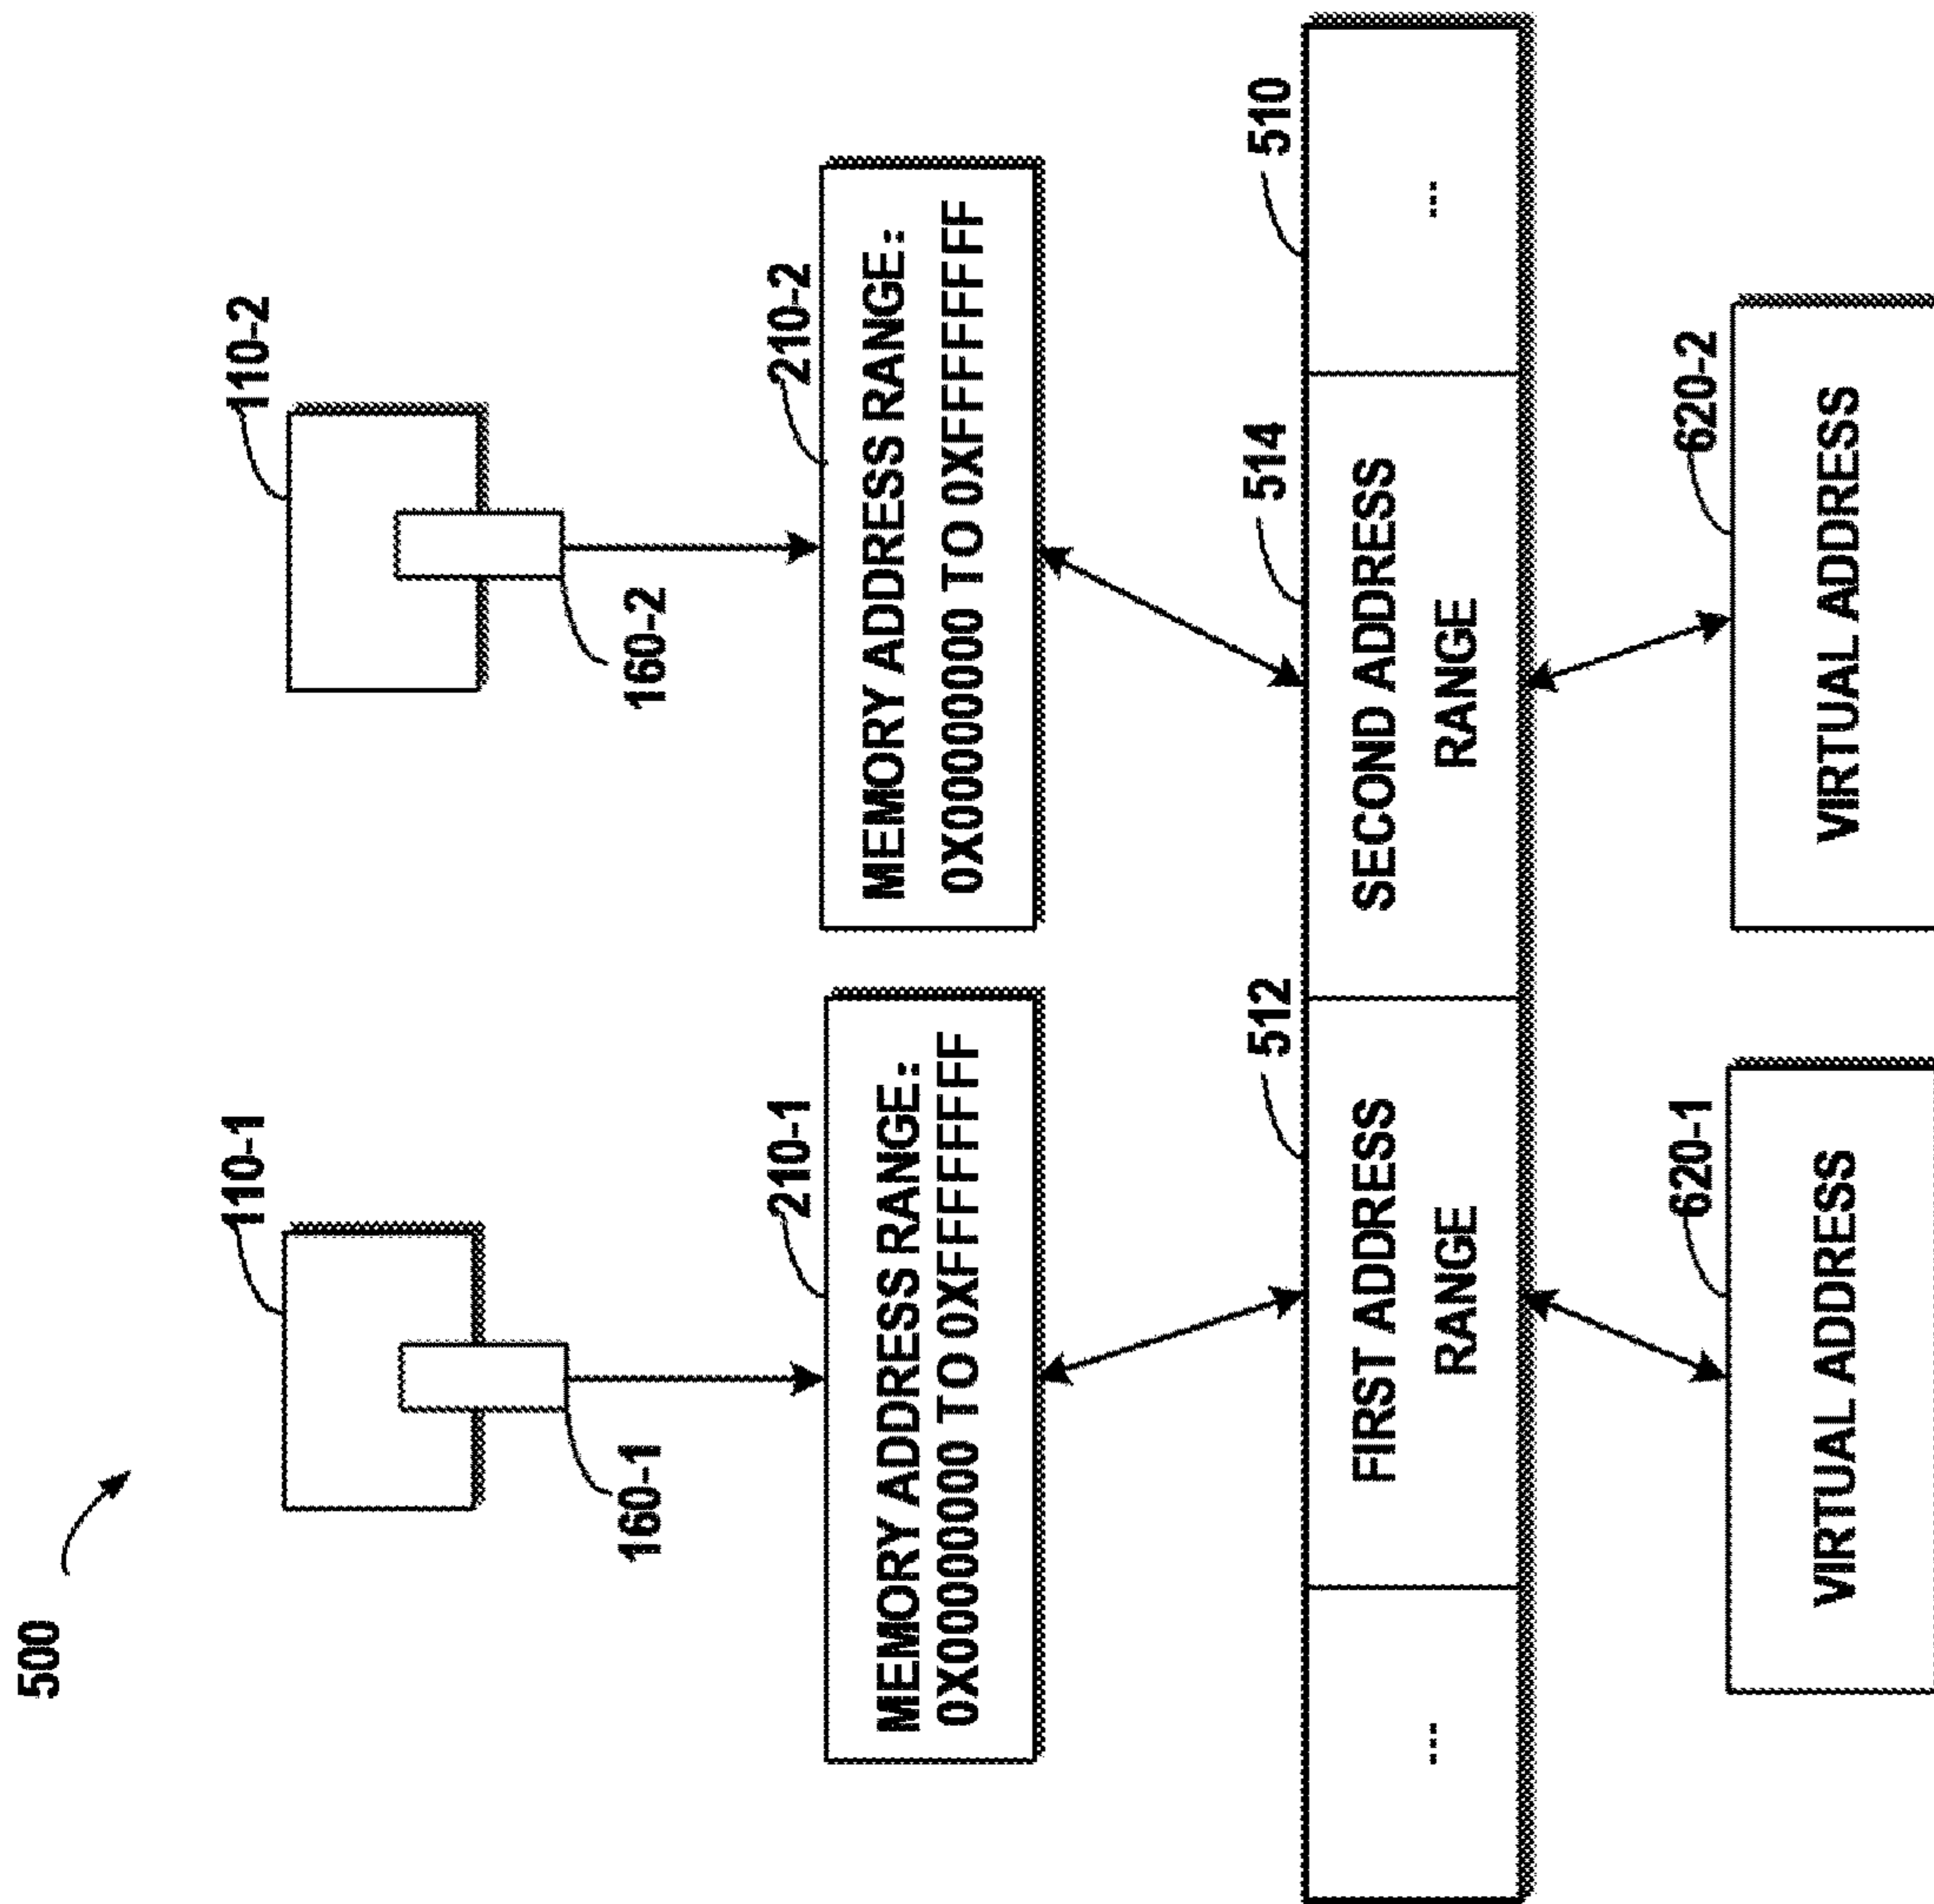 500
110-1
110-2
160-1
160-2
210-1
210-2
MEMORY ADDRESS RANGE:
0X00000000 TO 0XFFFFFFFF
MEMORY ADDRESS RANGE:
0X00000000 TO 0XFFFFFFFF
512
514
510
...
FIRST ADDRESS
RANGE
SECOND ADDRESS
RANGE
...
620-1
620-2
VIRTUAL ADDRESS
VIRTUAL ADDRESS